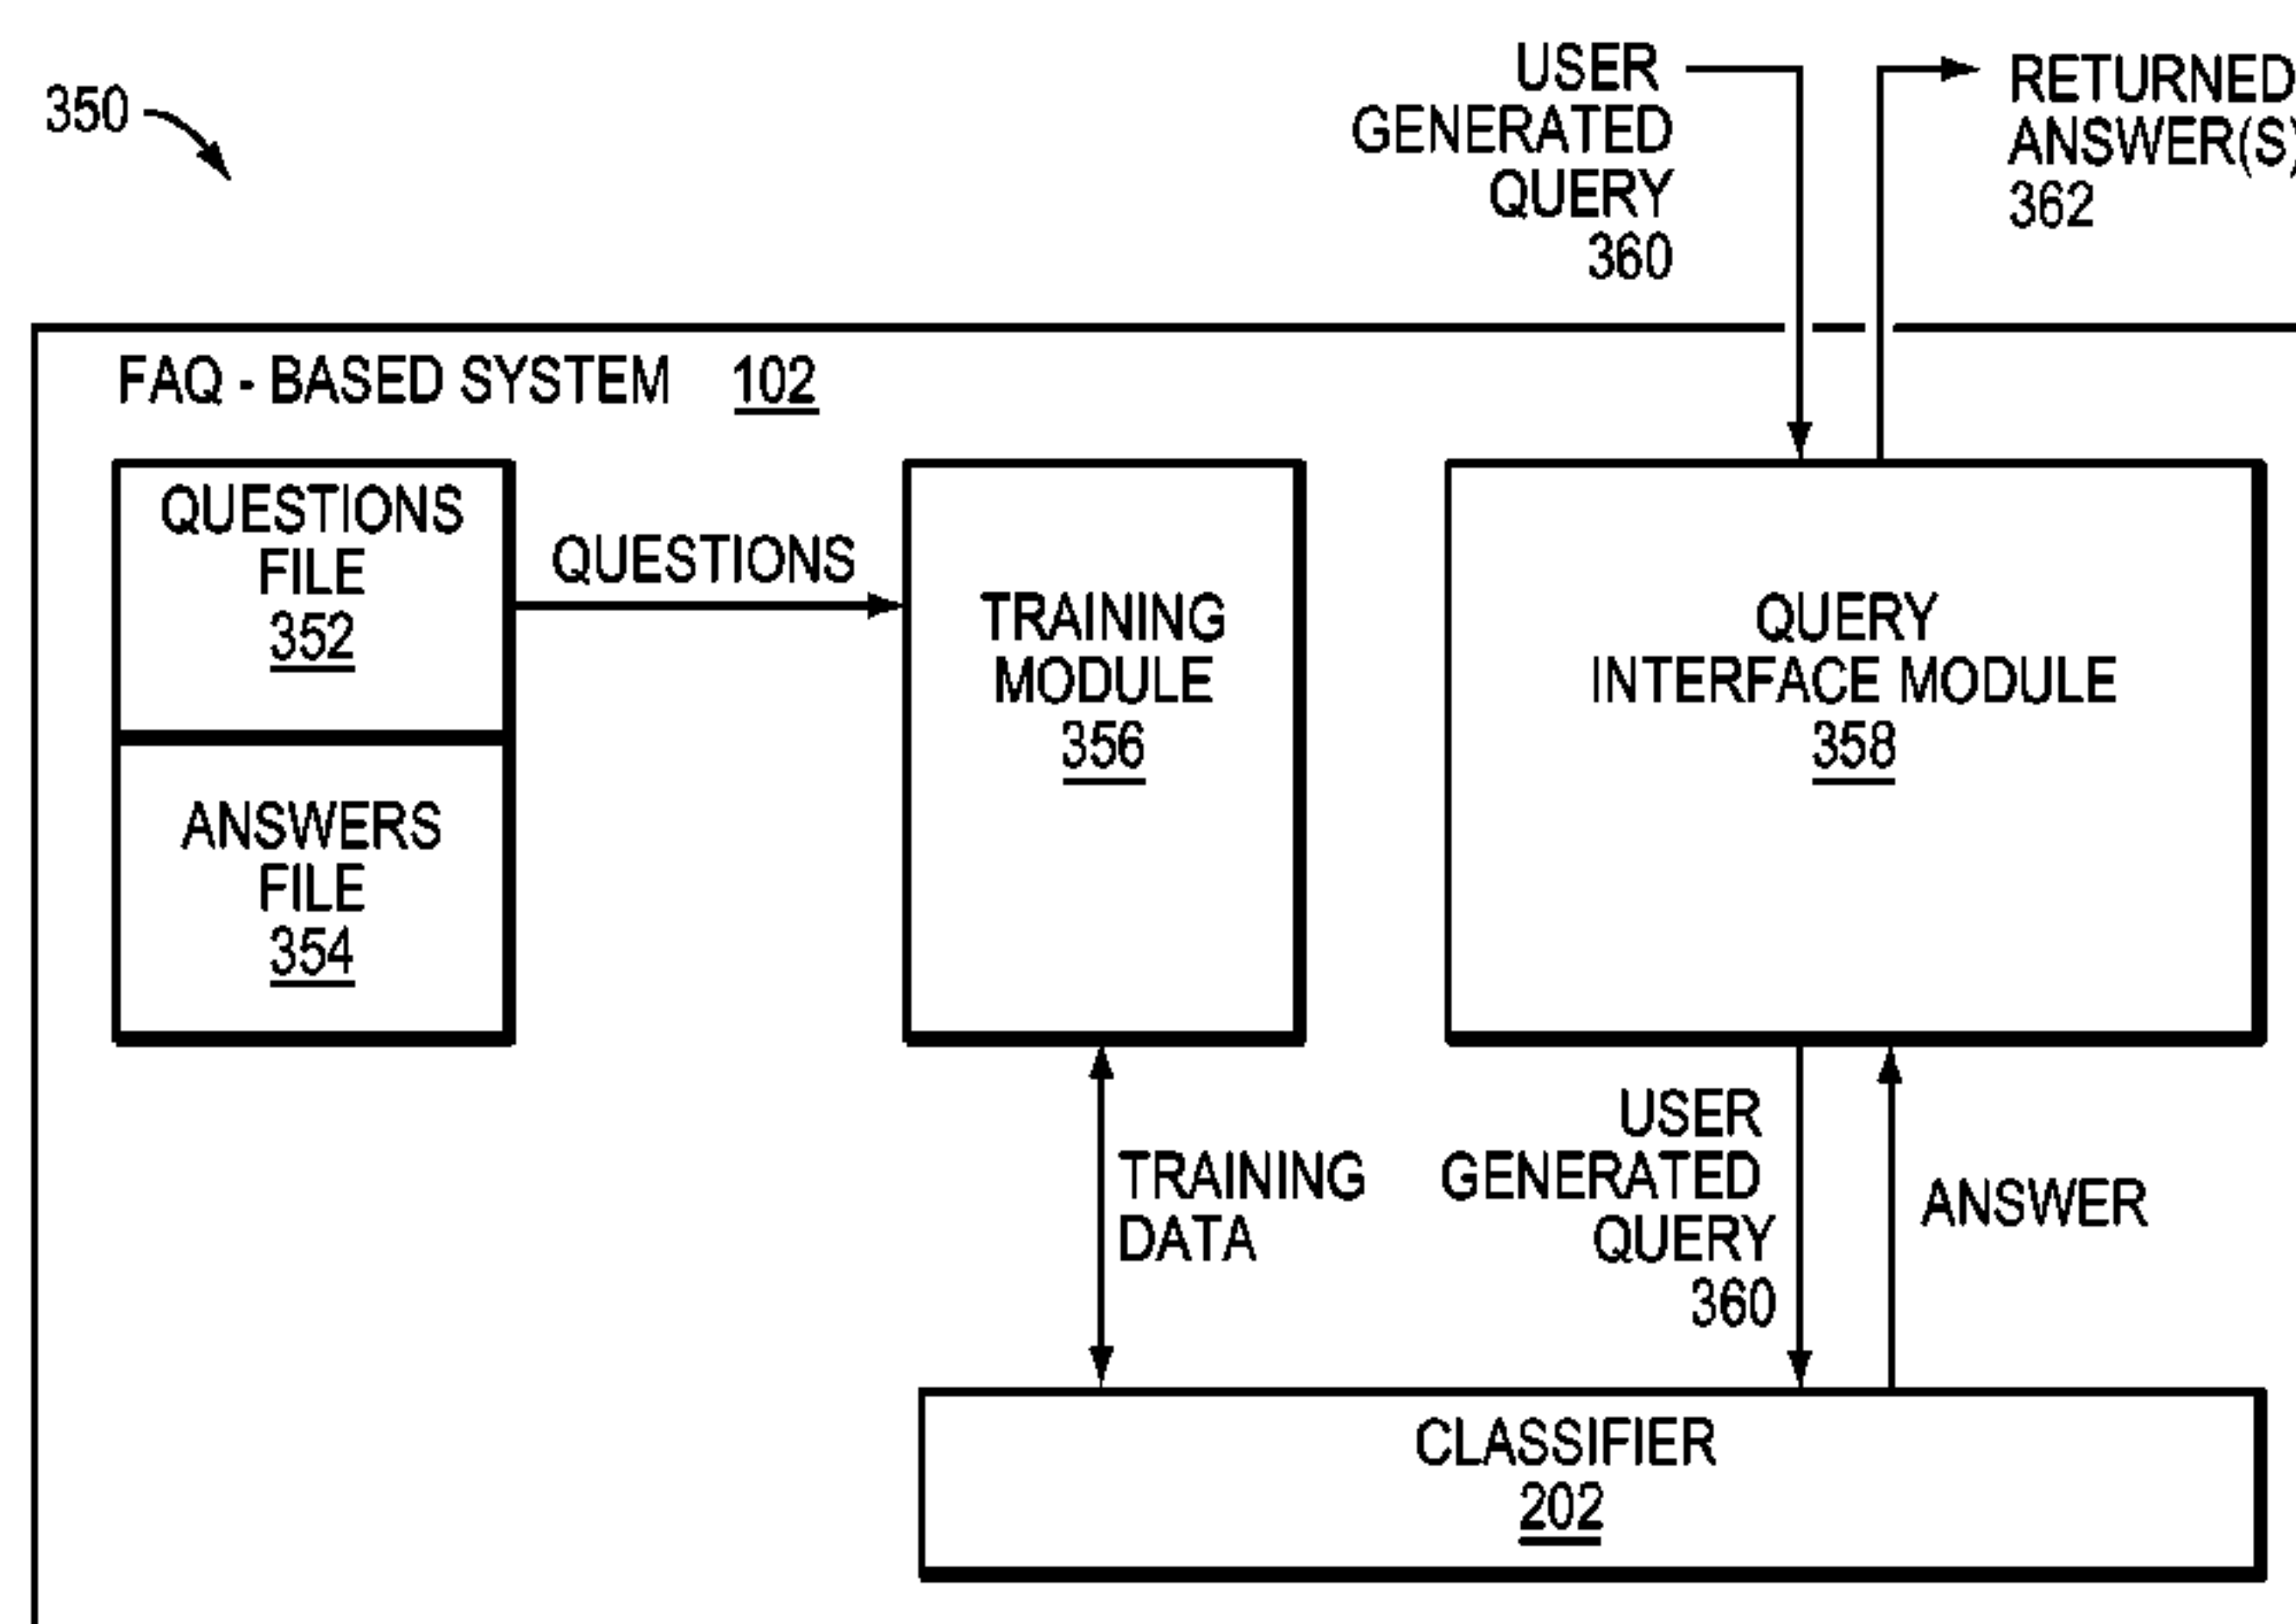 350
USER
GENERATED
QUERY
360
RETURNED
ANSWER(S)
362
FAQ - BASED SYSTEM 102
QUESTIONS
FILE
352
QUESTIONS
ANSWERS
FILE
354
TRAINING
MODULE
356
QUERY
INTERFACE MODULE
358
TRAINING
DATA
USER
GENERATED
QUERY
360
ANSWER
CLASSIFIER
202